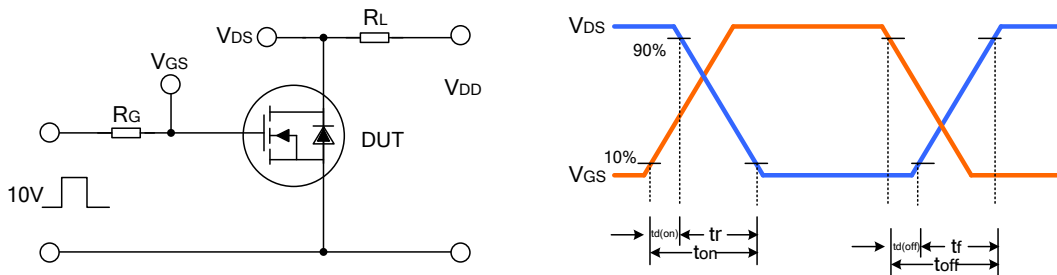 VDS
RL
VGS
VDD
RG
DUT
10V
VDS
90%
10%
VGS
td(on)
tr
ton
td(off)
tf
toff